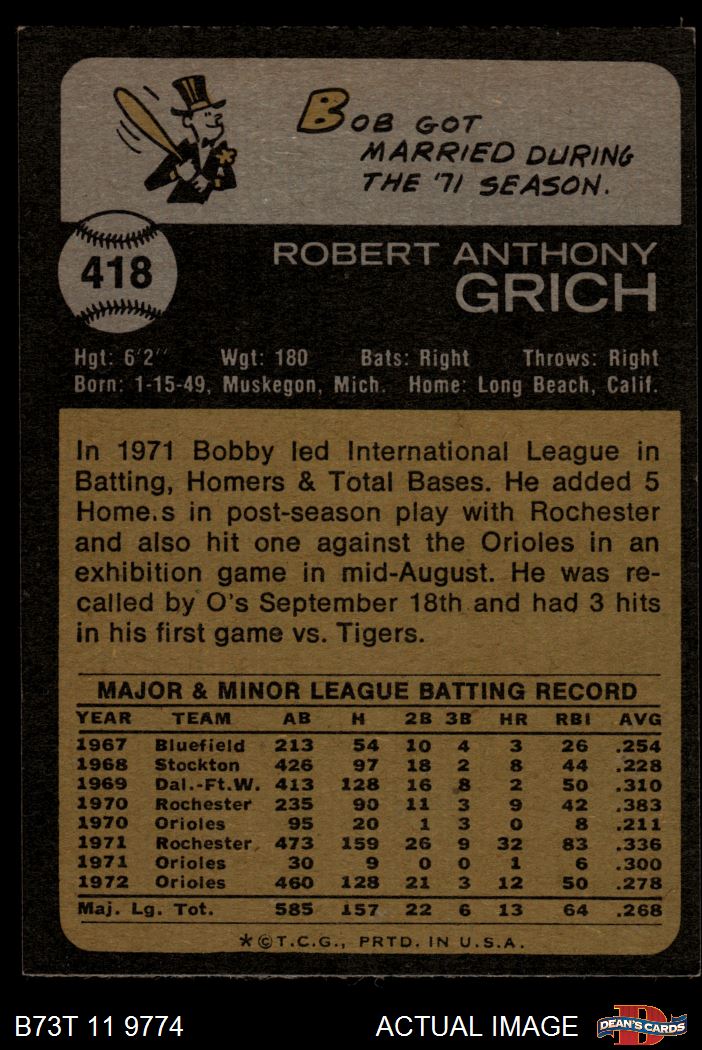 BOB GOT
MARRIED DURING
THE '71 SEASON.
418
ROBERT ANTHONY
GRICH
Hgt: 6'2" Wgt: 180 Bats: Right Throws: Right
Born: 1-15-49, Muskegon, Mich. Home: Long Beach, Calif.
In 1971 Bobby led International League in
Batting, Homers & Total Bases. He added 5
Home.s in post-season play with Rochester
and also hit one against the Orioles in an
exhibition game in mid-August. He was re-
called by O's September 18th and had 3 hits
in his first game vs. Tigers.
MAJOR & MINOR LEAGUE BATTING RECORD
YEAR TEAM AB H 2B 3B HR RBI AVG
1967 Bluefield 213 54 10 4 3 26 .254
1968 Stockton 426 97 18 2 8 44 .228
1969 Dal.-Ft.W. 413 128 16 8 2 50 .310
1970 Rochester 235 90 11 3 9 42 .383
1970 Orioles 95 20 1 3 0 8 .211
1971 Rochester 473 159 26 9 32 83 .336
1971 Orioles 30 9 0 0 1 6 .300
1972 Orioles 460 128 21 3 12 50 .278
Maj. Lg. Tot. 585 157 22 6 13 64 .268
*©T.C.G., PRTD. IN U.S.A.
B73T 11 9774 ACTUAL IMAGE D DEAN'S CARDS